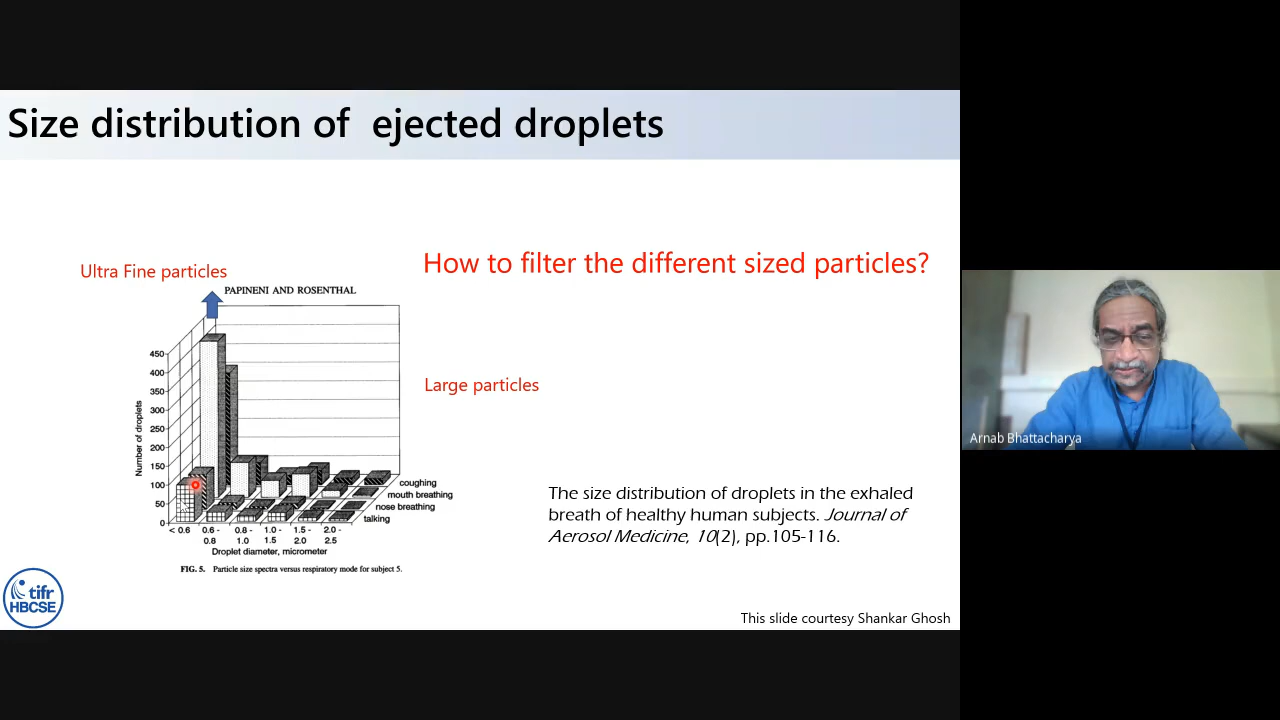 Size distribution of ejected droplets
How to filter the different sized particles?
Ultra Fine particles
PAPINENI AND ROSENTHAL
450
400
350
300
250
200
150
100
50
0
Number of droplets
coughing
mouth breathing
nose breathing
talking
< 0.6 0.6 - 0.8 - 1.0 - 1.5 - 2.0 -
0.8 1.0 1.5 2.0 2.5
Droplet diameter, micrometer
FIG. 5. Particle size spectra versus respiratory mode for subject 5.
Large particles
The size distribution of droplets in the exhaled
breath of healthy human subjects. Journal of
Aerosol Medicine, 10(2), pp.105-116.
tifr
HBCSE
This slide courtesy Shankar Ghosh
Arnab Bhattacharya